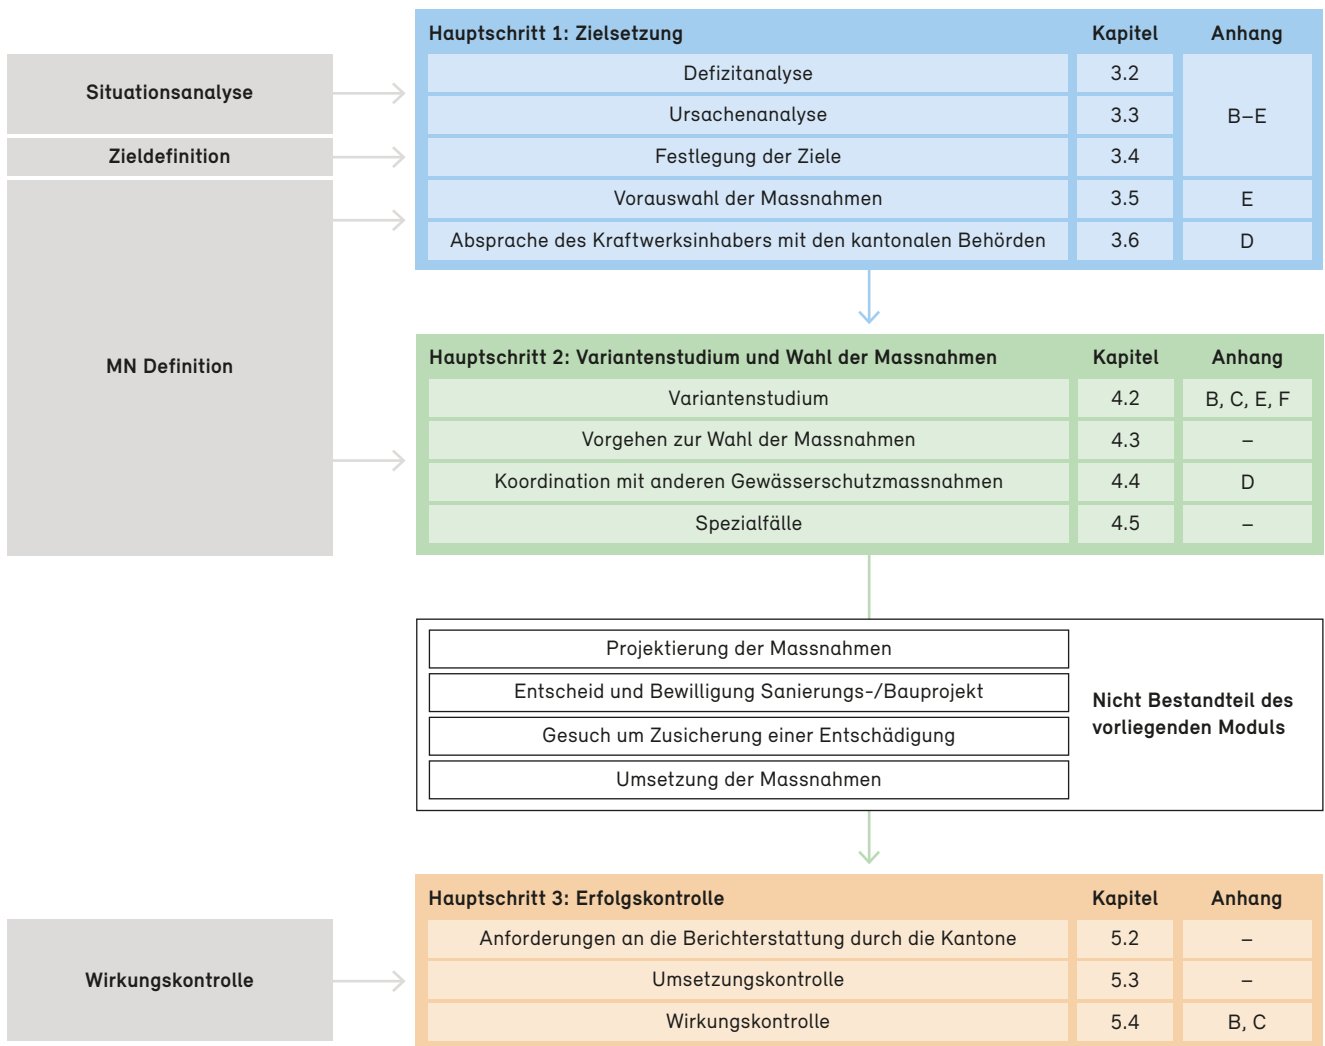 Situationsanalyse
Zieldefinition
MN Definition
Hauptschritt 1: Zielsetzung Kapitel Anhang
Defizitanalyse 3.2
Ursachenanalyse 3.3 B–E
Festlegung der Ziele 3.4
Vorauswahl der Massnahmen 3.5 E
Absprache des Kraftwerksinhabers mit den kantonalen Behörden 3.6 D
Hauptschritt 2: Variantenstudium und Wahl der Massnahmen Kapitel Anhang
Variantenstudium 4.2 B, C, E, F
Vorgehen zur Wahl der Massnahmen 4.3 –
Koordination mit anderen Gewässerschutzmassnahmen 4.4 D
Spezialfälle 4.5 –
Projektierung der Massnahmen
Entscheid und Bewilligung Sanierungs-/Bauprojekt
Gesuch um Zusicherung einer Entschädigung
Umsetzung der Massnahmen
Nicht Bestandteil des
vorliegenden Moduls
Wirkungskontrolle
Hauptschritt 3: Erfolgskontrolle Kapitel Anhang
Anforderungen an die Berichterstattung durch die Kantone 5.2 –
Umsetzungskontrolle 5.3 –
Wirkungskontrolle 5.4 B, C